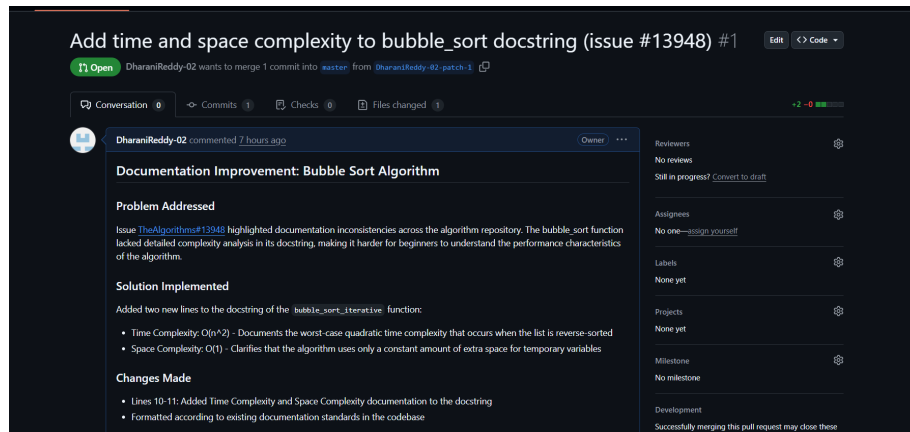 Add time and space complexity to bubble_sort docstring (issue #13948) #1
Edit
<> Code
Open
DharaniReddy-02 wants to merge 1 commit into master from DharaniReddy-02-patch-1
Conversation 0
Commits 1
Checks 0
Files changed 1
+2 −0
DharaniReddy-02 commented 7 hours ago
Owner
Documentation Improvement: Bubble Sort Algorithm
Problem Addressed
Issue TheAlgorithms#13948 highlighted documentation inconsistencies across the algorithm repository. The bubble_sort function
lacked detailed complexity analysis in its docstring, making it harder for beginners to understand the performance characteristics
of the algorithm.
Solution Implemented
Added two new lines to the docstring of the bubble_sort_iterative function:
• Time Complexity: O(n^2) - Documents the worst-case quadratic time complexity that occurs when the list is reverse-sorted
• Space Complexity: O(1) - Clarifies that the algorithm uses only a constant amount of extra space for temporary variables
Changes Made
• Lines 10-11: Added Time Complexity and Space Complexity documentation to the docstring
• Formatted according to existing documentation standards in the codebase
Reviewers
No reviews
Still in progress? Convert to draft
Assignees
No one—assign yourself
Labels
None yet
Projects
None yet
Milestone
No milestone
Development
Successfully merging this pull request may close these